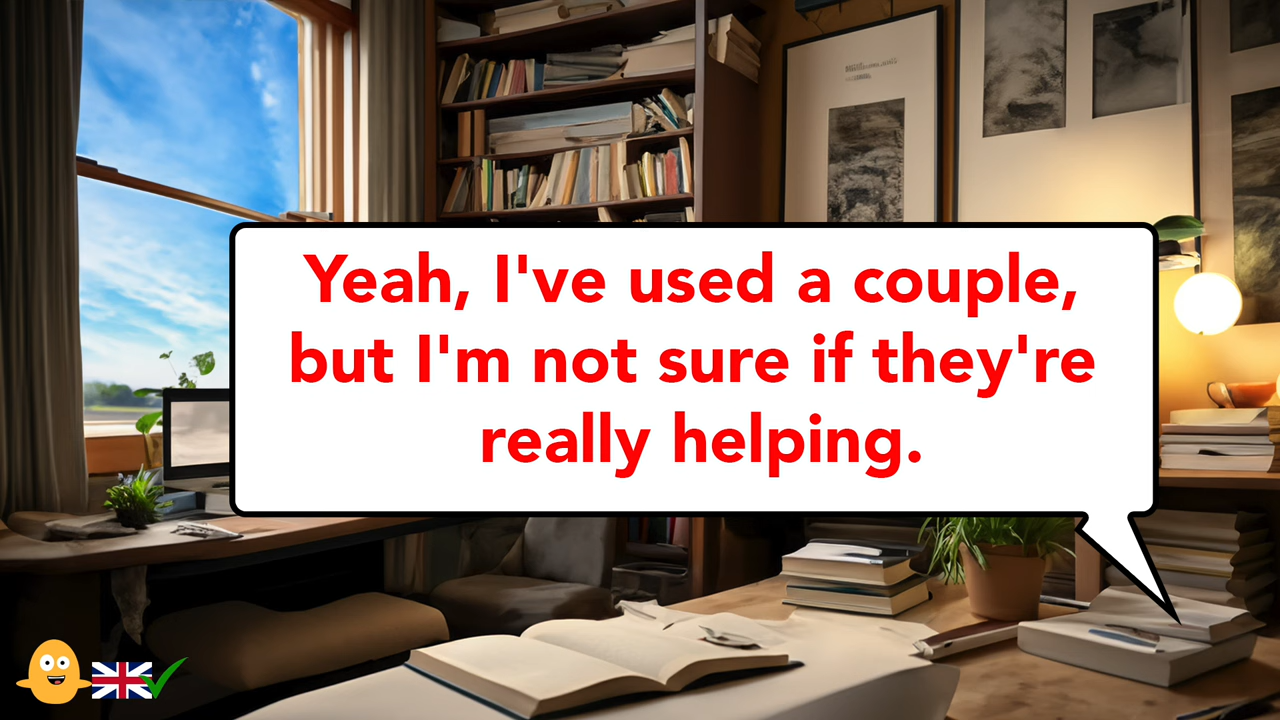 Yeah, I've used a couple,
but I'm not sure if they're
really helping.